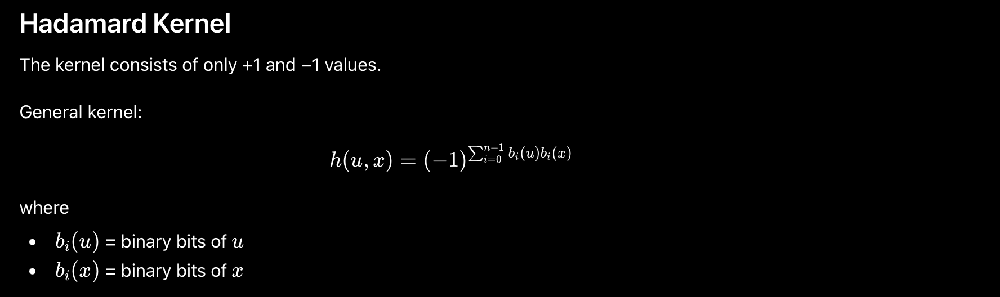 Hadamard Kernel
The kernel consists of only +1 and –1 values.
General kernel:
h(u, x) = (−1)^{∑_{i=0}^{n−1} b_i(u)b_i(x)}
where
• b_i(u) = binary bits of u
• b_i(x) = binary bits of x